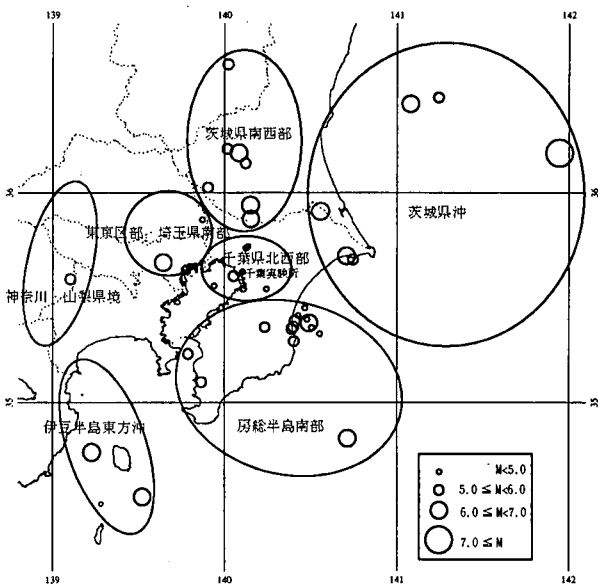 139
140
141
142
茨城県南西部
36
36
茨城県沖
東京区部・埼玉県南部
千葉県北西部
千葉実験所
神奈川・山梨県境
35
35
伊豆半島東方沖
房総半島南部
M<5.0
5.0≦M<6.0
6.0≦M<7.0
7.0≦M
139
140
141
142